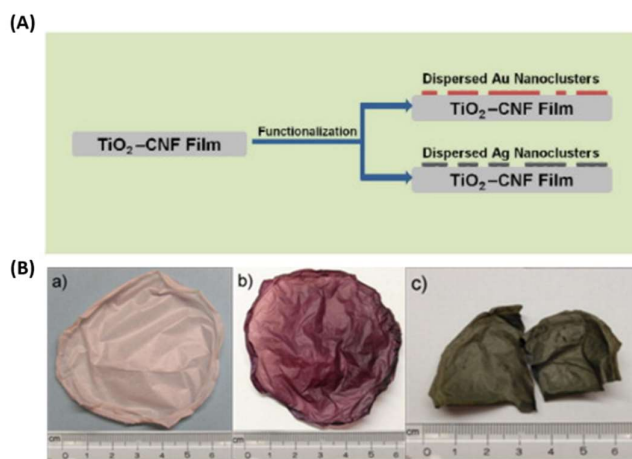 (A)
Dispersed Au Nanoclusters
TiO₂–CNF Film
Functionalization
TiO₂–CNF Film
Dispersed Ag Nanoclusters
TiO₂–CNF Film
(B)
a)
b)
c)
cm
0 1 2 3 4 5 6
cm
0 1 2 3 4 5 6
cm
0 1 2 3 4 5 6